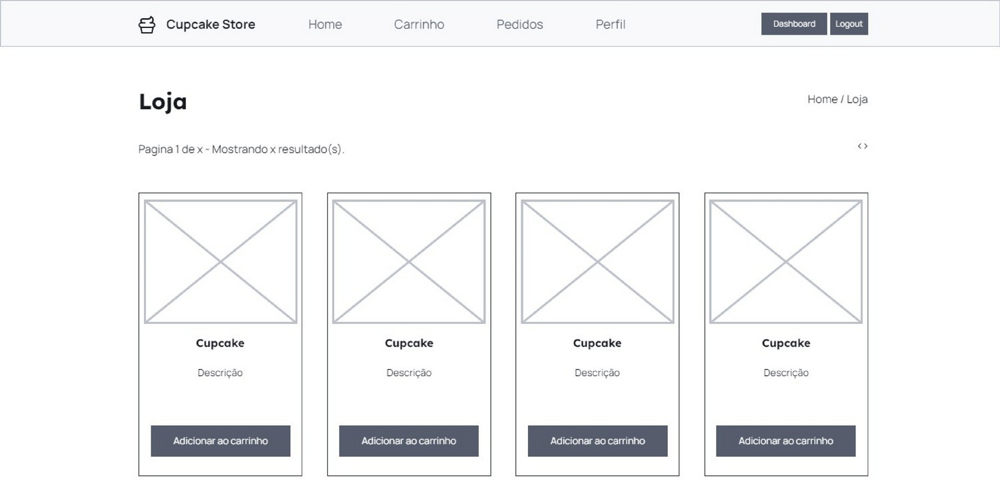 Cupcake Store Home Carrinho Pedidos Perfil Dashboard Logout
Loja
Home / Loja
Pagina 1 de x - Mostrando x resultado(s).
< >
Cupcake Cupcake Cupcake Cupcake
Descrição Descrição Descrição Descrição
Adicionar ao carrinho Adicionar ao carrinho Adicionar ao carrinho Adicionar ao carrinho